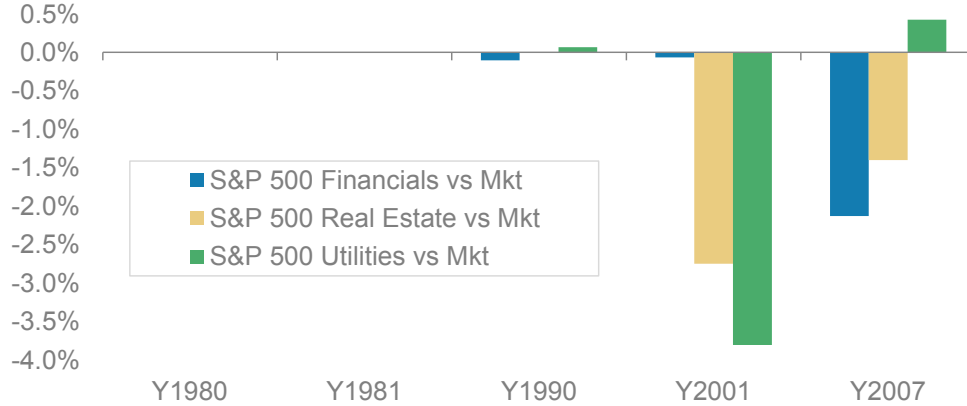 0.5%
0.0%
-0.5%
-1.0%
-1.5%
-2.0%
-2.5%
-3.0%
-3.5%
-4.0%
S&P 500 Financials vs Mkt
S&P 500 Real Estate vs Mkt
S&P 500 Utilities vs Mkt
Y1980 Y1981 Y1990 Y2001 Y2007